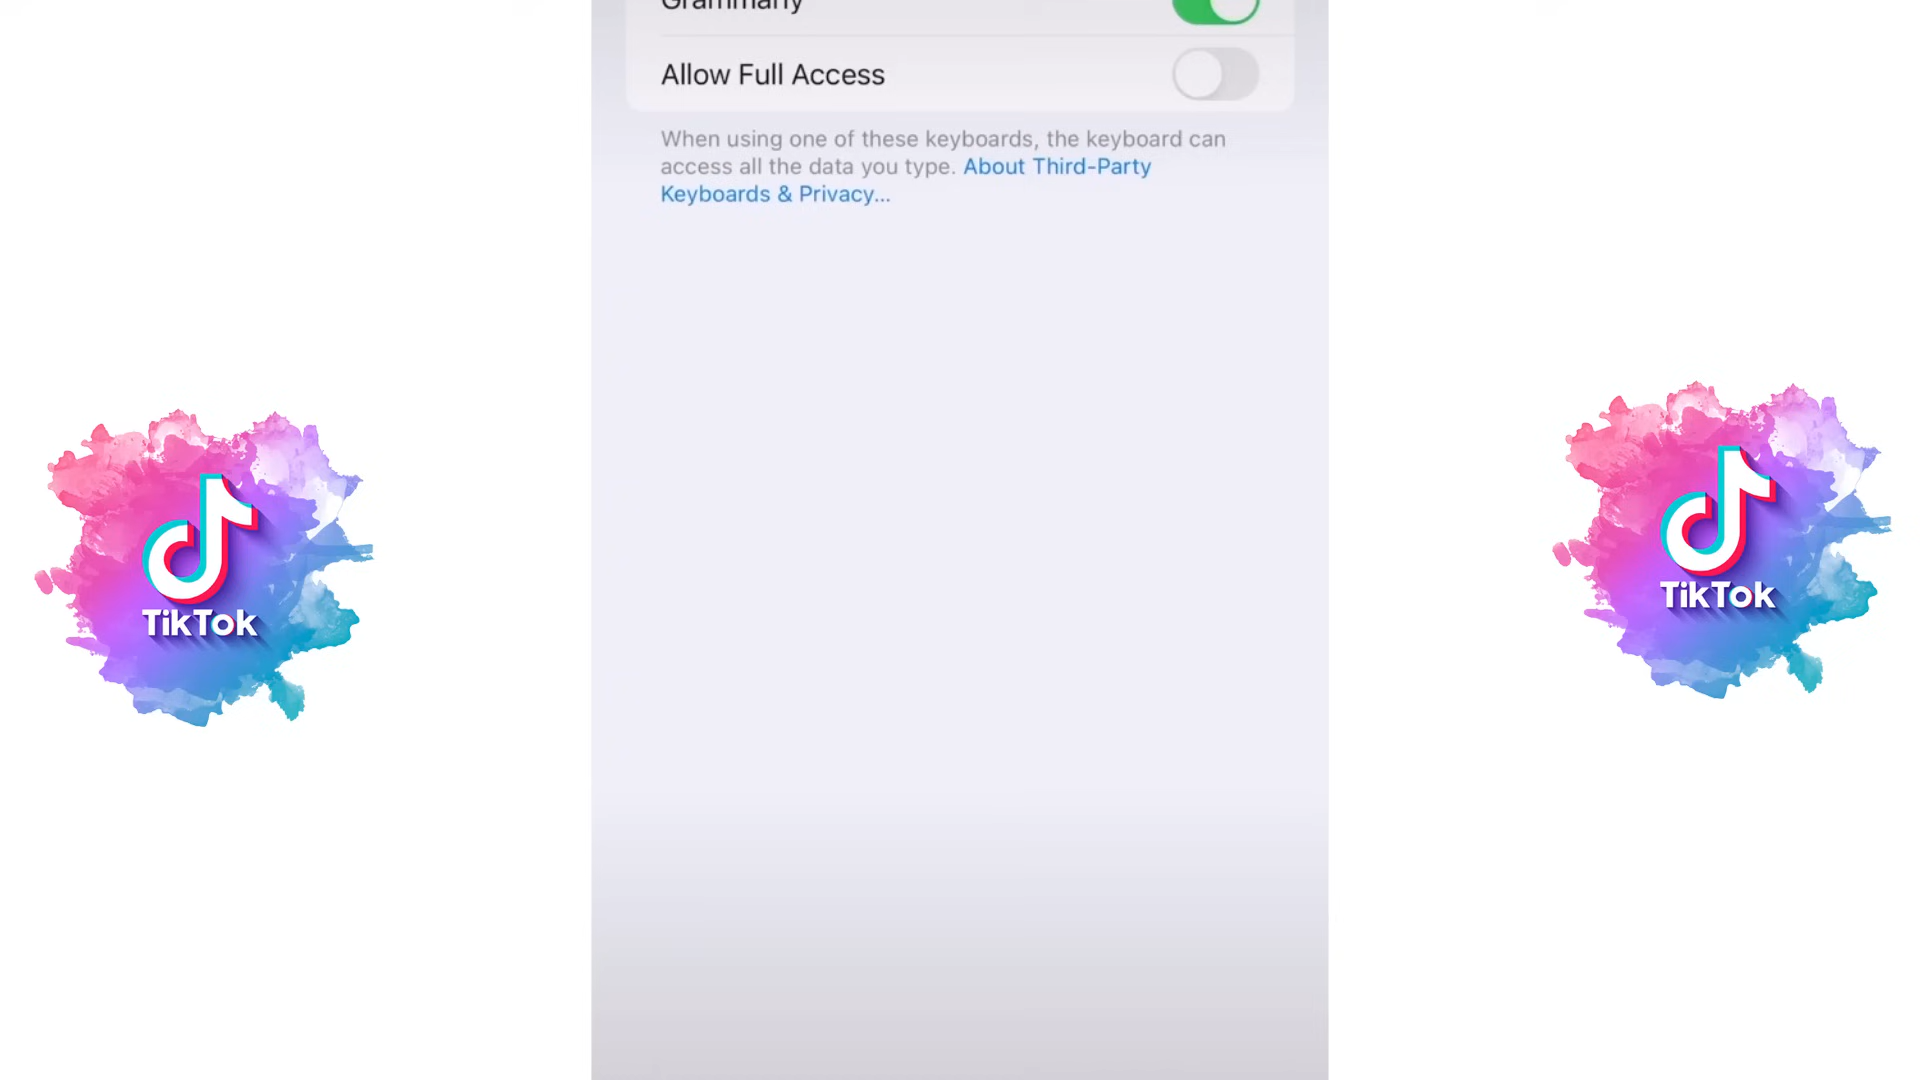 Grammarly
Allow Full Access
When using one of these keyboards, the keyboard can
access all the data you type. About Third-Party
Keyboards & Privacy...
TikTok
TikTok